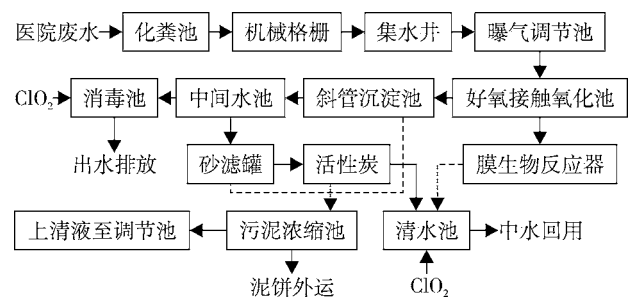 医院废水 化粪池 机械格栅 集水井 曝气调节池
ClO₂ 消毒池 中间水池 斜管沉淀池 好氧接触氧化池
出水排放 砂滤罐 活性炭 膜生物反应器
上清液至调节池 污泥浓缩池 清水池 中水回用
泥饼外运 ClO₂